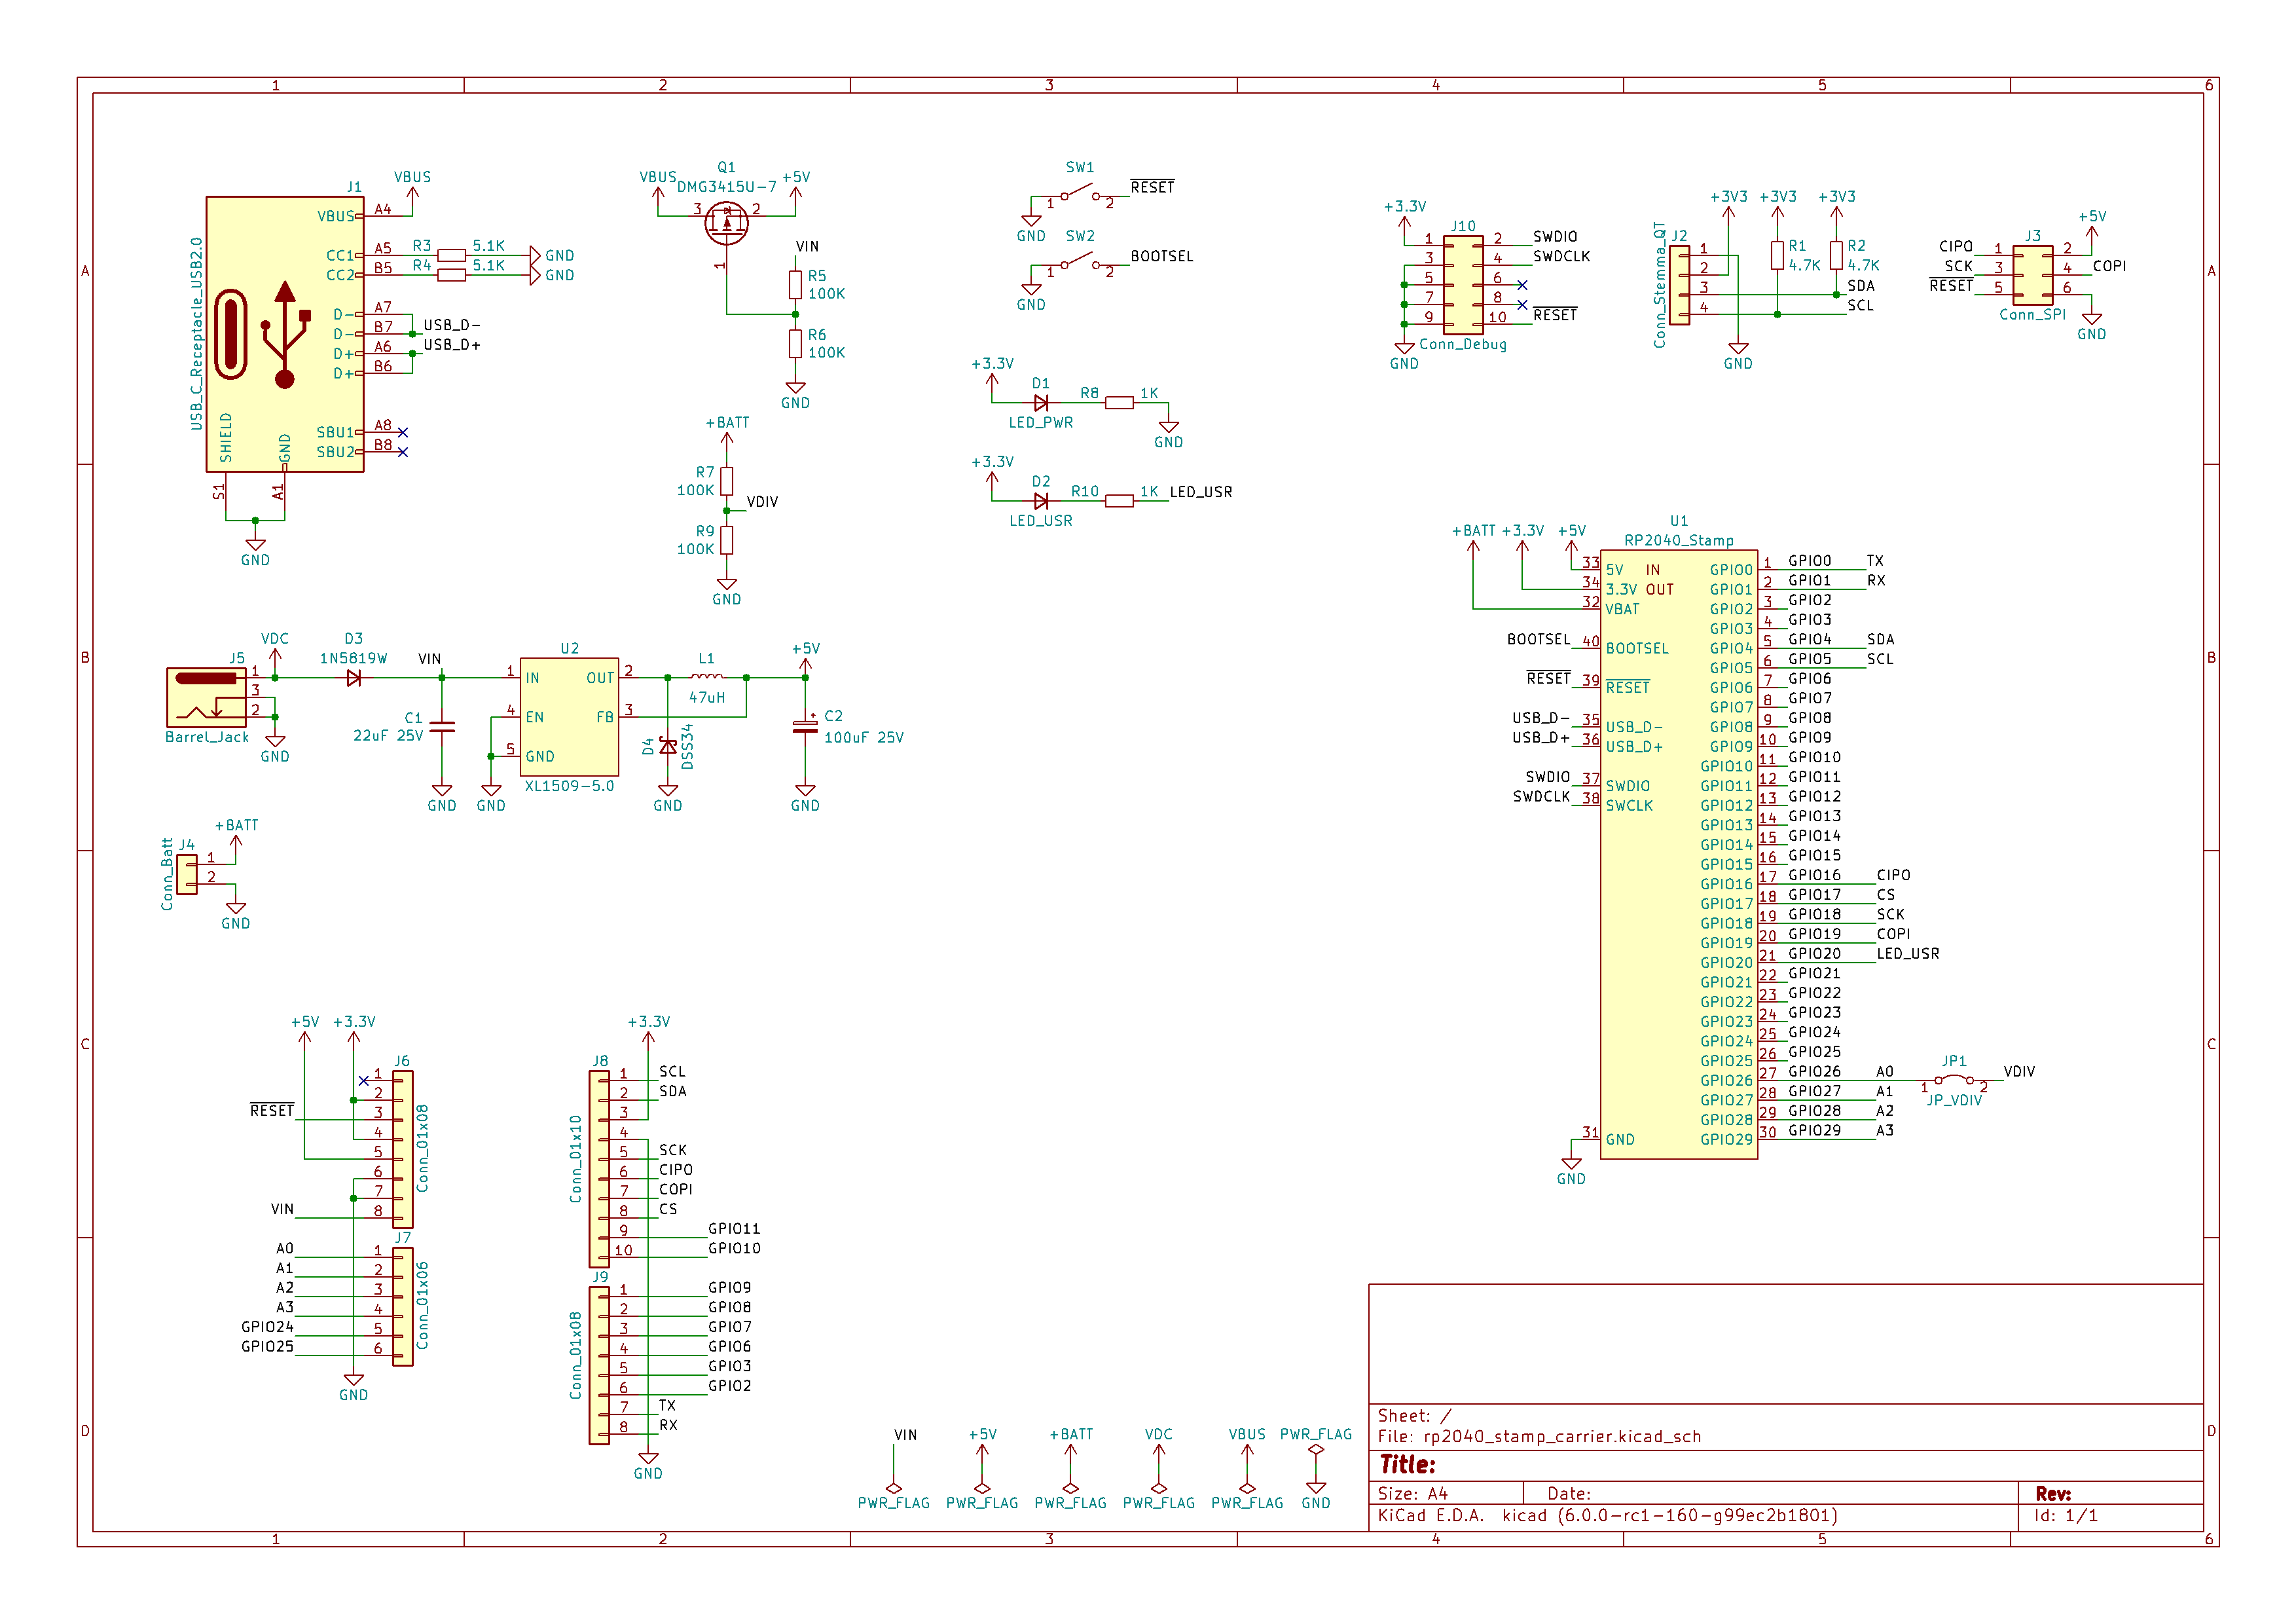 1 2 3 4 5 6
A
B
C
D
J1
VBUS
USB_C_Receptacle_USB2.0
VBUS A4
CC1 A5 R3 5.1K GND
CC2 B5 R4 5.1K GND
D- A7
D- B7 USB_D-
D+ A6 USB_D+
D+ B6
SBU1 A8
SBU2 B8
SHIELD GND
S1 A1
GND
Q1
DMG3415U-7
VBUS +5V
3 2
1
VIN
R5
100K
R6
100K
GND
+BATT
R7
100K
VDIV
R9
100K
GND
SW1
1 2 RESET
GND
SW2
1 2 BOOTSEL
GND
+3.3V
D1 R8 1K
LED_PWR
GND
+3.3V
D2 R10 1K LED_USR
LED_USR
+3.3V
J10
1 2 SWDIO
3 4 SWDCLK
5 6
7 8
9 10 RESET
GND Conn_Debug
+3V3 +3V3 +3V3
J2
Conn_Stemma_QT
1
2
3
4
R1
4.7K
R2
4.7K
SDA
SCL
GND
+5V
J3
CIPO 1 2
SCK 3 4 COPI
RESET 5 6
Conn_SPI
GND
VDC
J5
1
3
2
Barrel_Jack
GND
D3
1N5819W
VIN
C1
22uF 25V
GND
U2
1 IN OUT 2
4 EN FB 3
5 GND
XL1509-5.0
GND
L1
47uH
D4
DSS34
GND
+5V
C2
100uF 25V
GND
+BATT
J4
Conn_Batt
1
2
GND
U1
RP2040_Stamp
+BATT +3.3V +5V
33 5V IN
34 3.3V OUT
32 VBAT
BOOTSEL 40 BOOTSEL
RESET 39 RESET
USB_D- 35 USB_D-
USB_D+ 36 USB_D+
SWDIO 37 SWDIO
SWDCLK 38 SWCLK
31 GND
GND
GPIO0 1 GPIO0 TX
GPIO1 2 GPIO1 RX
GPIO2 3 GPIO2
GPIO3 4 GPIO3
GPIO4 5 GPIO4 SDA
GPIO5 6 GPIO5 SCL
GPIO6 7 GPIO6
GPIO7 8 GPIO7
GPIO8 9 GPIO8
GPIO9 10 GPIO9
GPIO10 11 GPIO10
GPIO11 12 GPIO11
GPIO12 13 GPIO12
GPIO13 14 GPIO13
GPIO14 15 GPIO14
GPIO15 16 GPIO15
GPIO16 17 GPIO16 CIPO
GPIO17 18 GPIO17 CS
GPIO18 19 GPIO18 SCK
GPIO19 20 GPIO19 COPI
GPIO20 21 GPIO20 LED_USR
GPIO21 22 GPIO21
GPIO22 23 GPIO22
GPIO23 24 GPIO23
GPIO24 25 GPIO24
GPIO25 26 GPIO25
GPIO26 27 GPIO26 A0
GPIO27 28 GPIO27 A1
GPIO28 29 GPIO28 A2
GPIO29 30 GPIO29 A3
JP1
1 2 VDIV
JP_VDIV
+5V +3.3V
J6
Conn_01x08
1
2
RESET 3
4
5
6
7
VIN 8
J7
Conn_01x06
A0 1
A1 2
A2 3
A3 4
GPIO24 5
GPIO25 6
GND
+3.3V
J8
Conn_01x10
1 SCL
2 SDA
3
4
5 SCK
6 CIPO
7 COPI
8 CS
9 GPIO11
10 GPIO10
J9
Conn_01x08
1 GPIO9
2 GPIO8
3 GPIO7
4 GPIO6
5 GPIO3
6 GPIO2
7 TX
8 RX
GND
VIN +5V +BATT VDC VBUS PWR_FLAG
PWR_FLAG PWR_FLAG PWR_FLAG PWR_FLAG PWR_FLAG GND
Sheet: /
File: rp2040_stamp_carrier.kicad_sch
Title:
Size: A4 Date: Rev:
KiCad E.D.A. kicad (6.0.0-rc1-160-g99ec2b1801) Id: 1/1
A
B
C
D
1 2 3 4 5 6